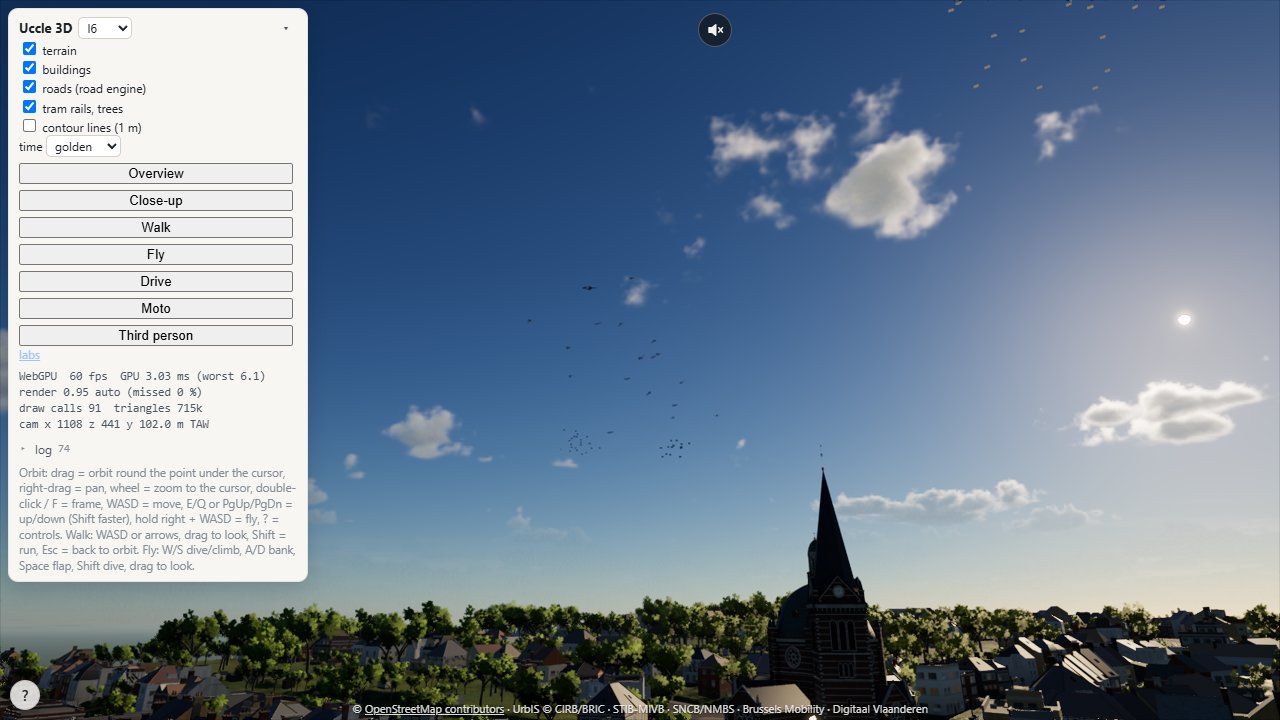 Uccle 3D l6
terrain
buildings
roads (road engine)
tram rails, trees
contour lines (1 m)
time golden
Overview
Close-up
Walk
Fly
Drive
Moto
Third person
labs
WebGPU 60 fps GPU 3.03 ms (worst 6.1)
render 0.95 auto (missed 0 %)
draw calls 91 triangles 715k
cam x 1108 z 441 y 102.0 m TAW
log 74
Orbit: drag = orbit round the point under the cursor,
right-drag = pan, wheel = zoom to the cursor, double-
click / F = frame, WASD = move, E/Q or PgUp/PgDn =
up/down (Shift faster), hold right + WASD = fly, ? =
controls. Walk: WASD or arrows, drag to look, Shift =
run, Esc = back to orbit. Fly: W/S dive/climb, A/D bank,
Space flap, Shift dive, drag to look.
?
© OpenStreetMap contributors · UrbIS © CIRB/BRIC · STIB-MIVB · SNCB/NMBS · Brussels Mobility · Digitaal Vlaanderen